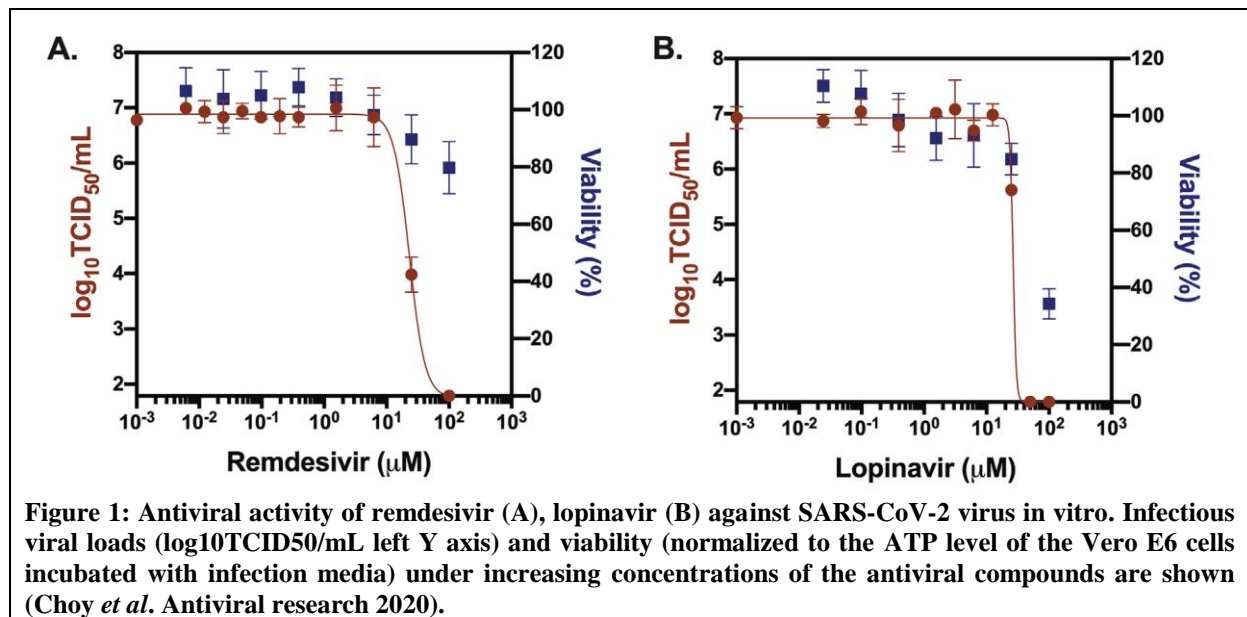 A.
8
7
6
5
4
3
2
log10TCID50/mL
120
100
80
60
40
20
0
Viability (%)
10-3 10-2 10-1 100 101 102 103
Remdesivir (μM)
B.
8
7
6
5
4
3
2
log10TCID50/mL
120
100
80
60
40
20
0
Viability (%)
10-3 10-2 10-1 100 101 102 103
Lopinavir (μM)
Figure 1: Antiviral activity of remdesivir (A), lopinavir (B) against SARS-CoV-2 virus in vitro. Infectious
viral loads (log10TCID50/mL left Y axis) and viability (normalized to the ATP level of the Vero E6 cells
incubated with infection media) under increasing concentrations of the antiviral compounds are shown
(Choy et al. Antiviral research 2020).